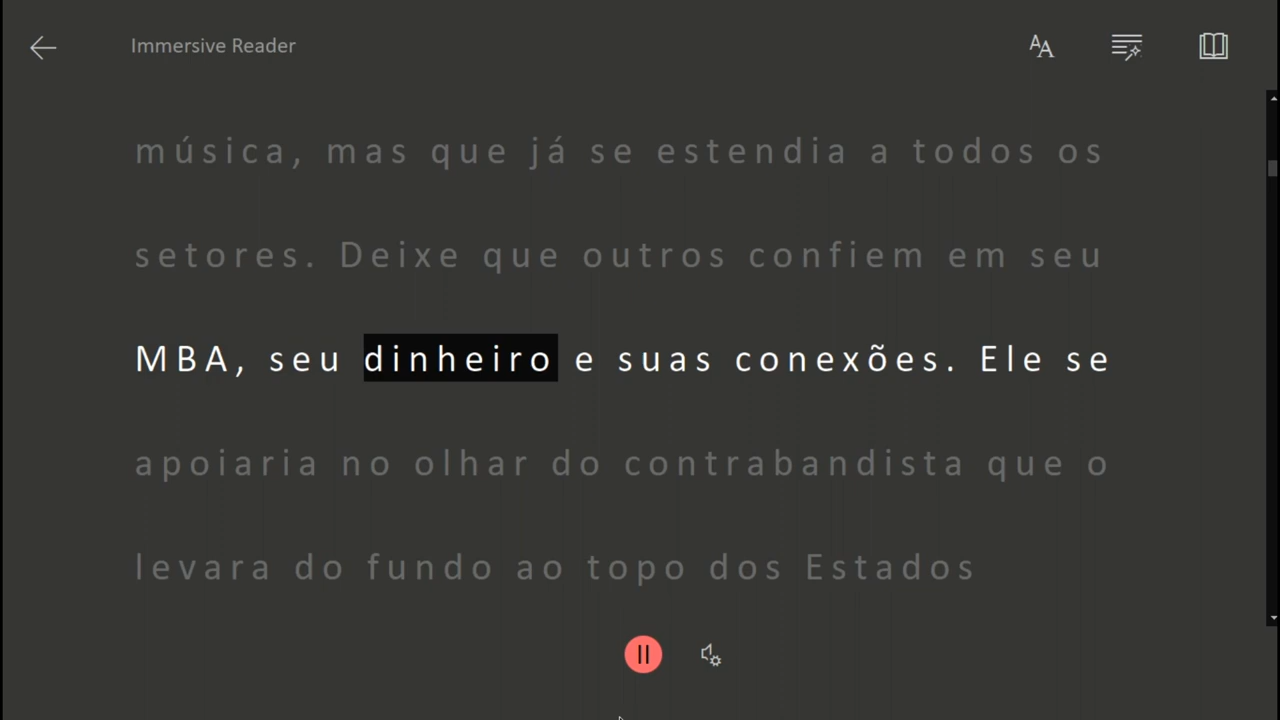 Immersive Reader
música, mas que já se estendia a todos os
setores. Deixe que outros confiem em seu
MBA, seu dinheiro e suas conexões. Ele se
apoiaria no olhar do contrabandista que o
levara do fundo ao topo dos Estados